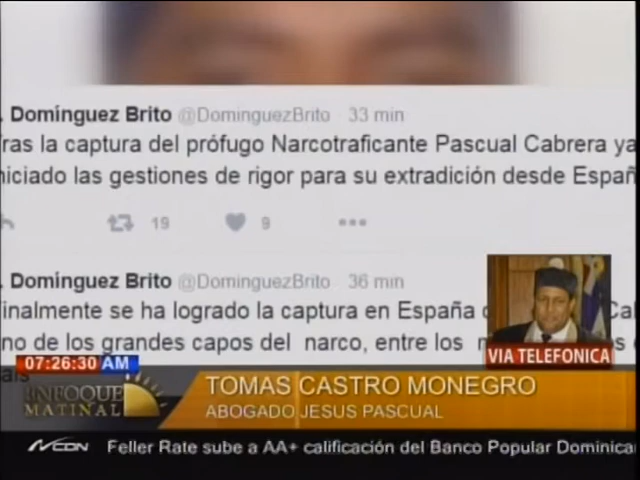 . Domínguez Brito @DominguezBrito · 33 min
ras la captura del prófugo Narcotraficante Pascual Cabrera ya
niciado las gestiones de rigor para su extradición desde Españ
19 9
. Domínguez Brito @DominguezBrito · 36 min
inalmente se ha logrado la captura en España
no de los grandes capos del narco, entre los
VIA TELEFONICA
07:26:30 AM
ENFOQUE
MATINAL
TOMAS CASTRO MONEGRO
ABOGADO JESUS PASCUAL
NCDN Feller Rate sube a AA+ calificación del Banco Popular Dominica